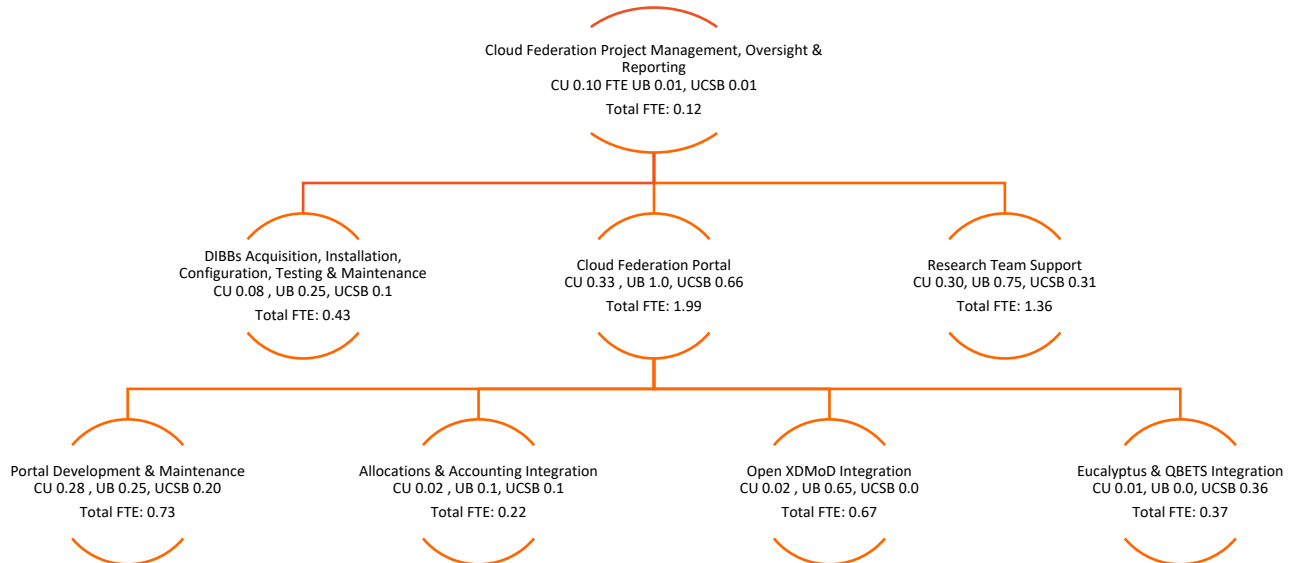 Cloud Federation Project Management, Oversight &
Reporting
CU 0.10 FTE UB 0.01, UCSB 0.01
Total FTE: 0.12
DIBBs Acquisition, Installation,
Configuration, Testing & Maintenance
CU 0.08 , UB 0.25, UCSB 0.1
Total FTE: 0.43
Cloud Federation Portal
CU 0.33 , UB 1.0, UCSB 0.66
Total FTE: 1.99
Research Team Support
CU 0.30, UB 0.75, UCSB 0.31
Total FTE: 1.36
Portal Development & Maintenance
CU 0.28 , UB 0.25, UCSB 0.20
Total FTE: 0.73
Allocations & Accounting Integration
CU 0.02 , UB 0.1, UCSB 0.1
Total FTE: 0.22
Open XDMoD Integration
CU 0.02 , UB 0.65, UCSB 0.0
Total FTE: 0.67
Eucalyptus & QBETS Integration
CU 0.01, UB 0.0, UCSB 0.36
Total FTE: 0.37